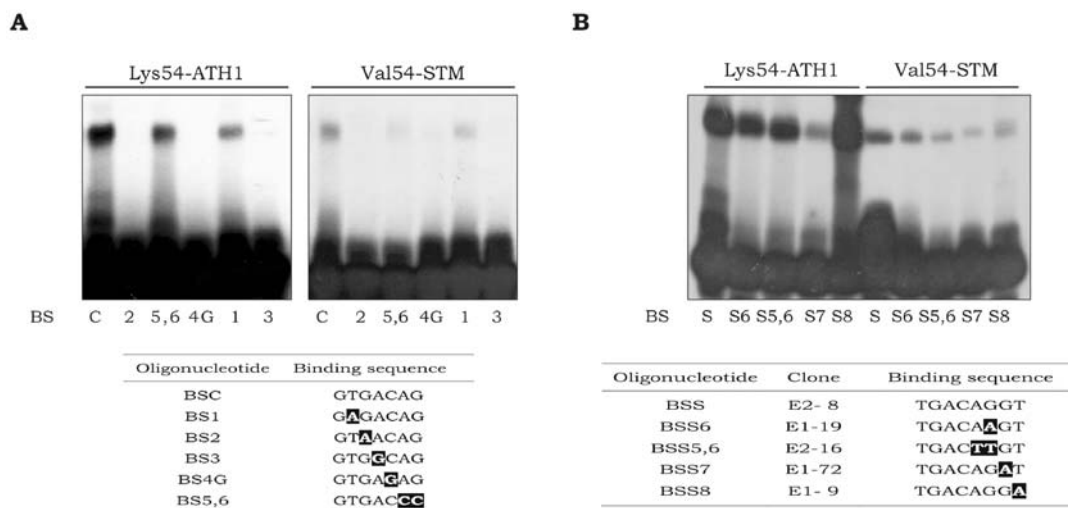 A
Lys54-ATH1 Val54-STM
BS C 2 5,6 4G 1 3 C 2 5,6 4G 1 3
Oligonucleotide Binding sequence
BSC GTGACAG
BS1 GAGACAG
BS2 GTAACAG
BS3 GTGGCAG
BS4G GTGAGAG
BS5,6 GTGACCC
B
Lys54-ATH1 Val54-STM
BS S S6 S5,6 S7 S8 S S6 S5,6 S7 S8
Oligonucleotide Clone Binding sequence
BSS E2- 8 TGACAGGT
BSS6 E1-19 TGACAAGT
BSS5,6 E2-16 TGACTTGT
BSS7 E1-72 TGACAGAT
BSS8 E1- 9 TGACAGGA